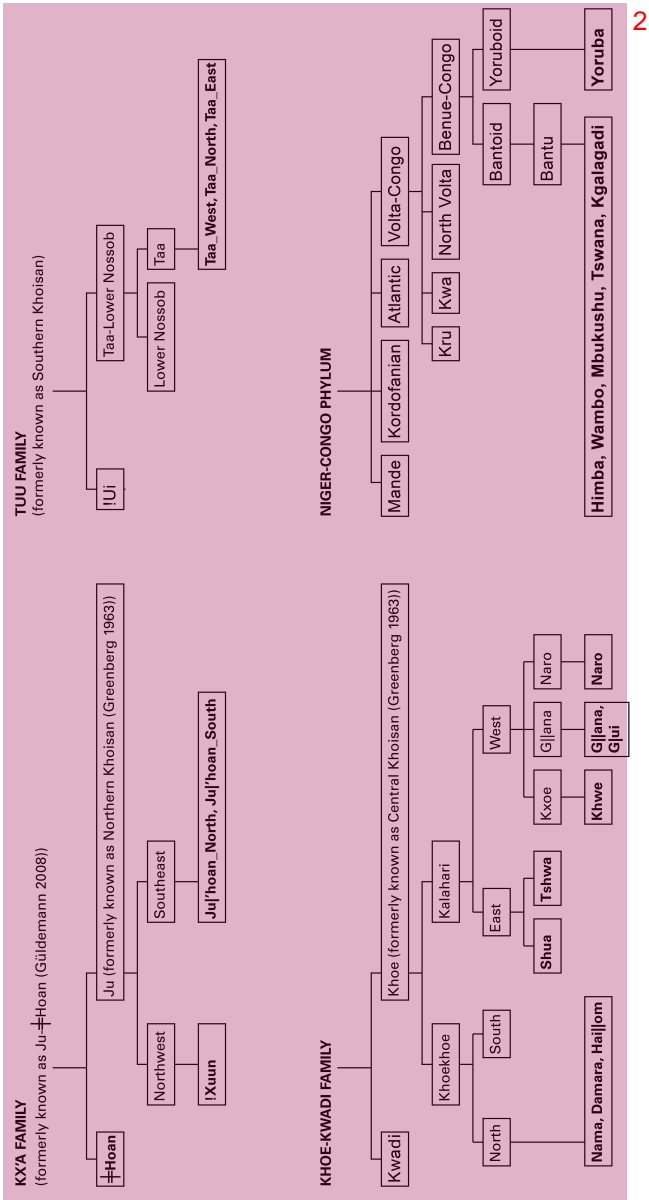 2
KX'A FAMILY
(formerly known as Ju-ǂHoan (Güldemann 2008))
ǂHoan
Ju (formerly known as Northern Khoisan (Greenberg 1963))
Northwest
Southeast
!Xuun
Ju|'hoan_North, Ju|'hoan_South
TUU FAMILY
(formerly known as Southern Khoisan)
!Ui
Taa-Lower Nossob
Lower Nossob
Taa
Taa_West, Taa_North, Taa_East
KHOE-KWADI FAMILY
Kwadi
Khoe (formerly known as Central Khoisan (Greenberg 1963))
Khoekhoe
Kalahari
North
South
East
West
Shua
Tshwa
Kxoe
G||ana
Naro
Nama, Damara, Hai||om
Khwe
G||ana,
G|ui
Naro
NIGER-CONGO PHYLUM
Mande
Kordofanian
Atlantic
Volta-Congo
Kru
Kwa
North Volta
Benue-Congo
Bantoid
Yoruboid
Bantu
Himba, Wambo, Mbukushu, Tswana, Kgalagadi
Yoruba